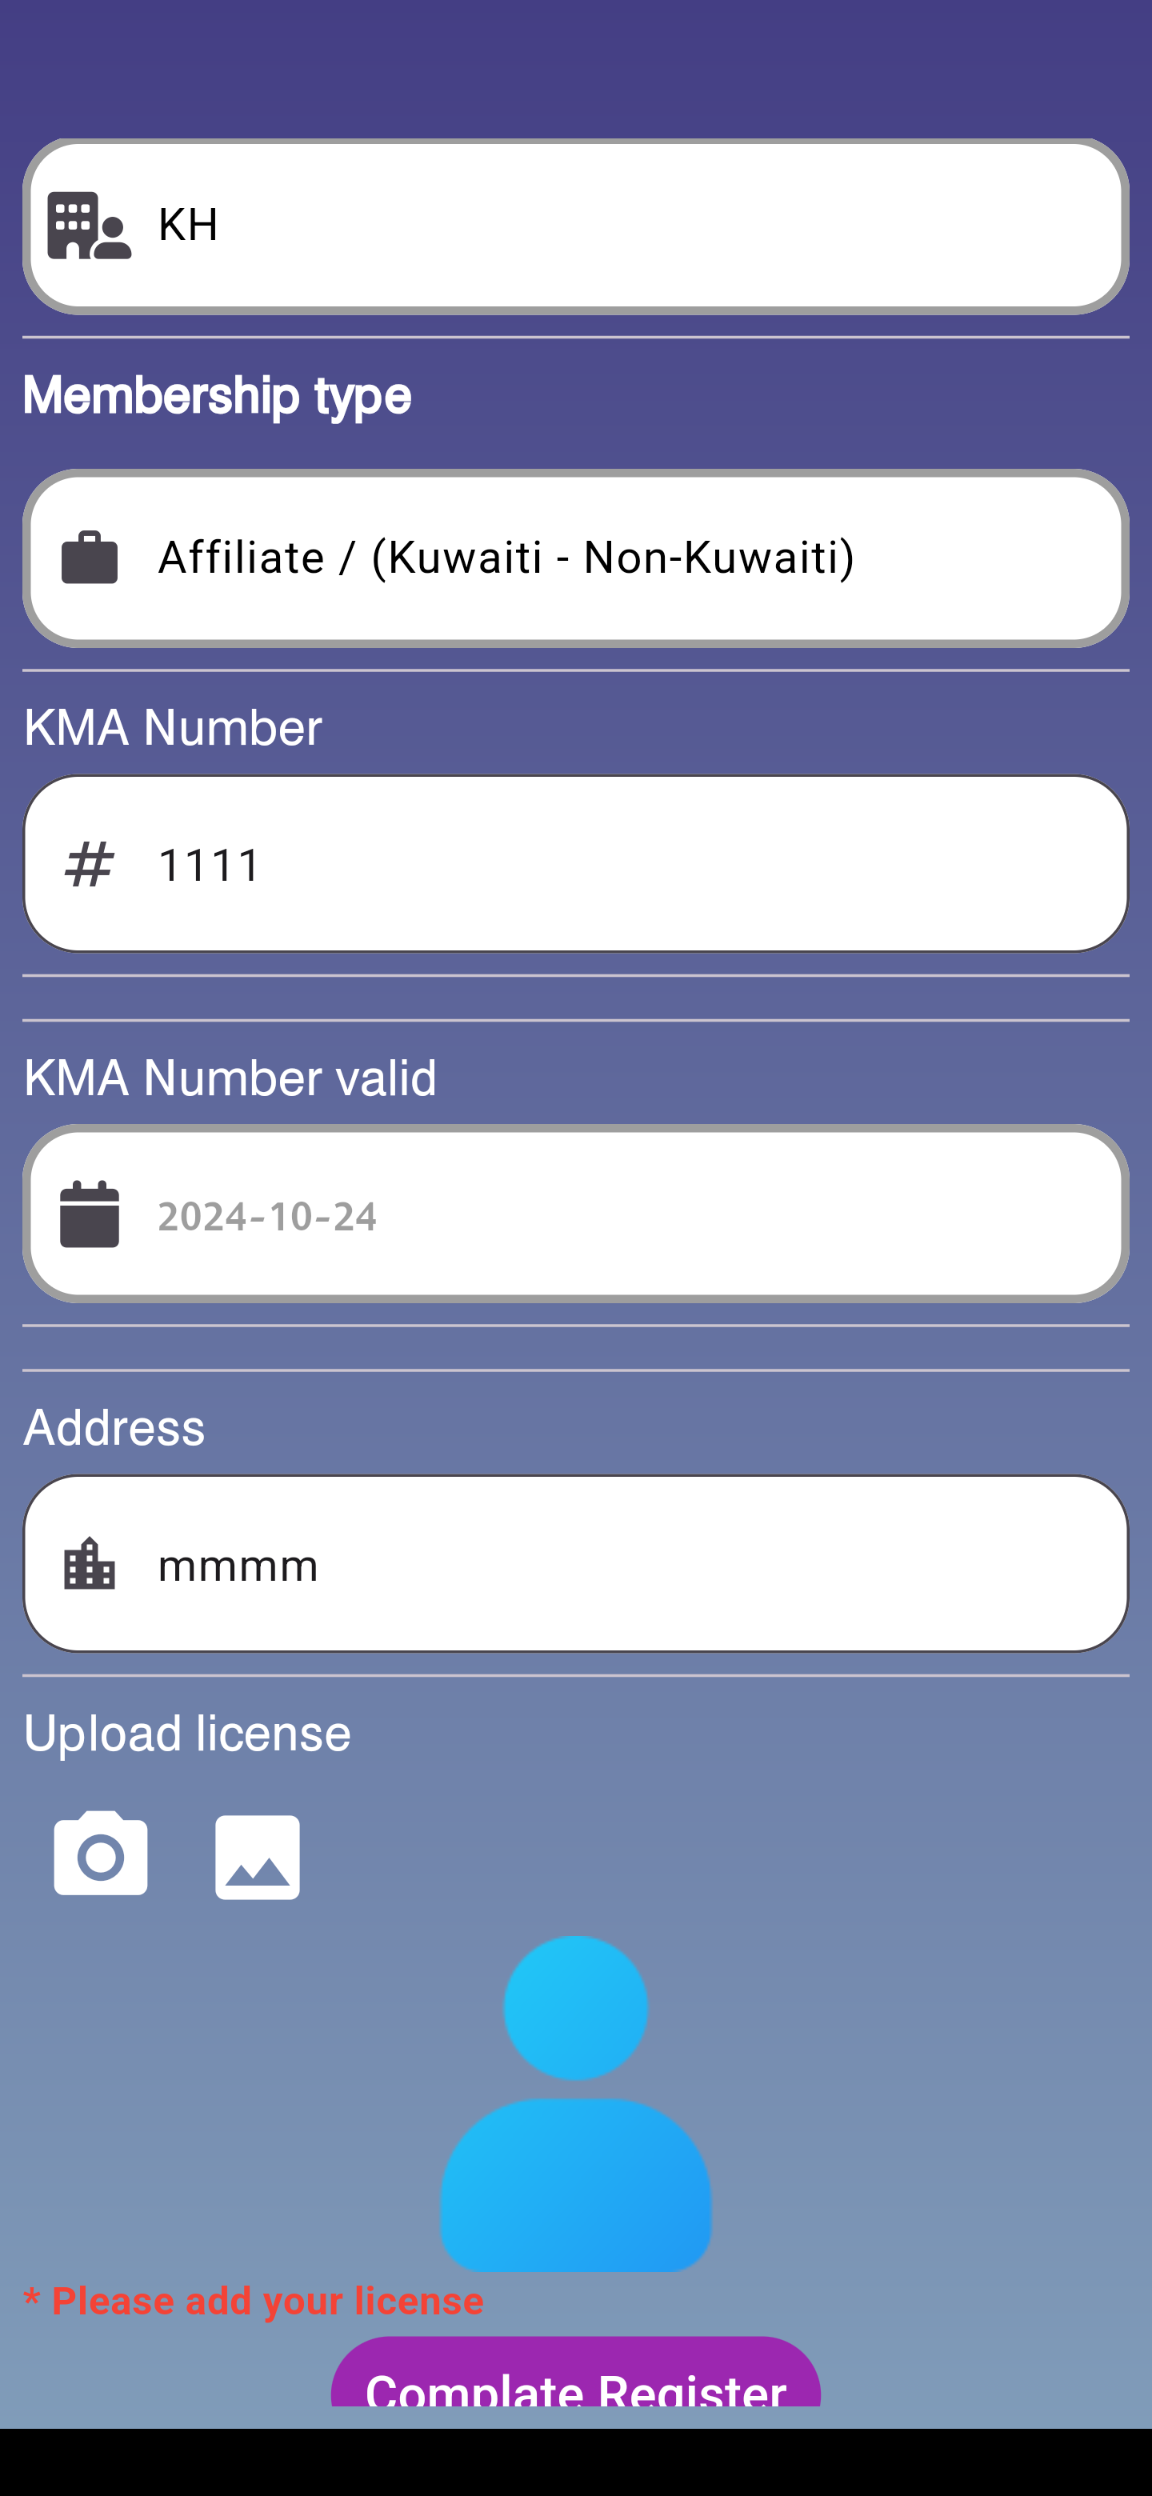 KH
Membership type
Affiliate / (Kuwaiti - Non-Kuwaiti)
KMA Number
# 1111
KMA Number valid
2024-10-24
Address
mmmm
Upload license
* Please add your license
Complate Register